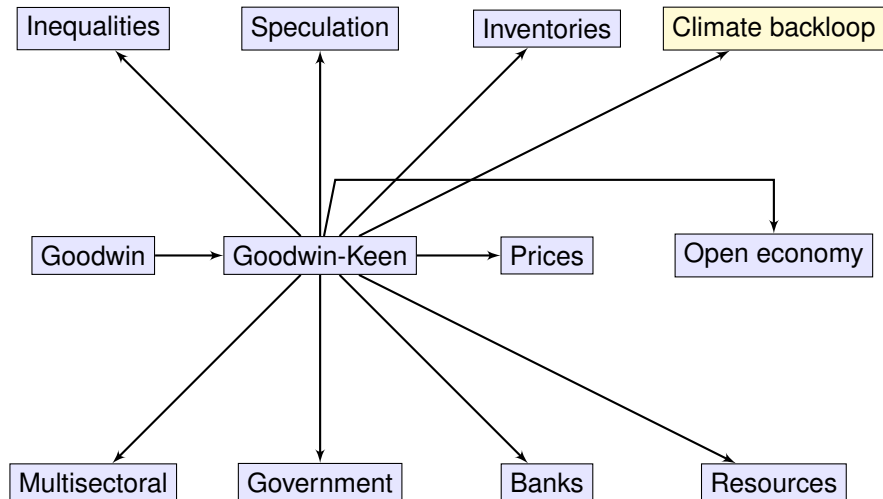 Inequalities
Speculation
Inventories
Climate backloop
Goodwin
Goodwin-Keen
Prices
Open economy
Multisectoral
Government
Banks
Resources